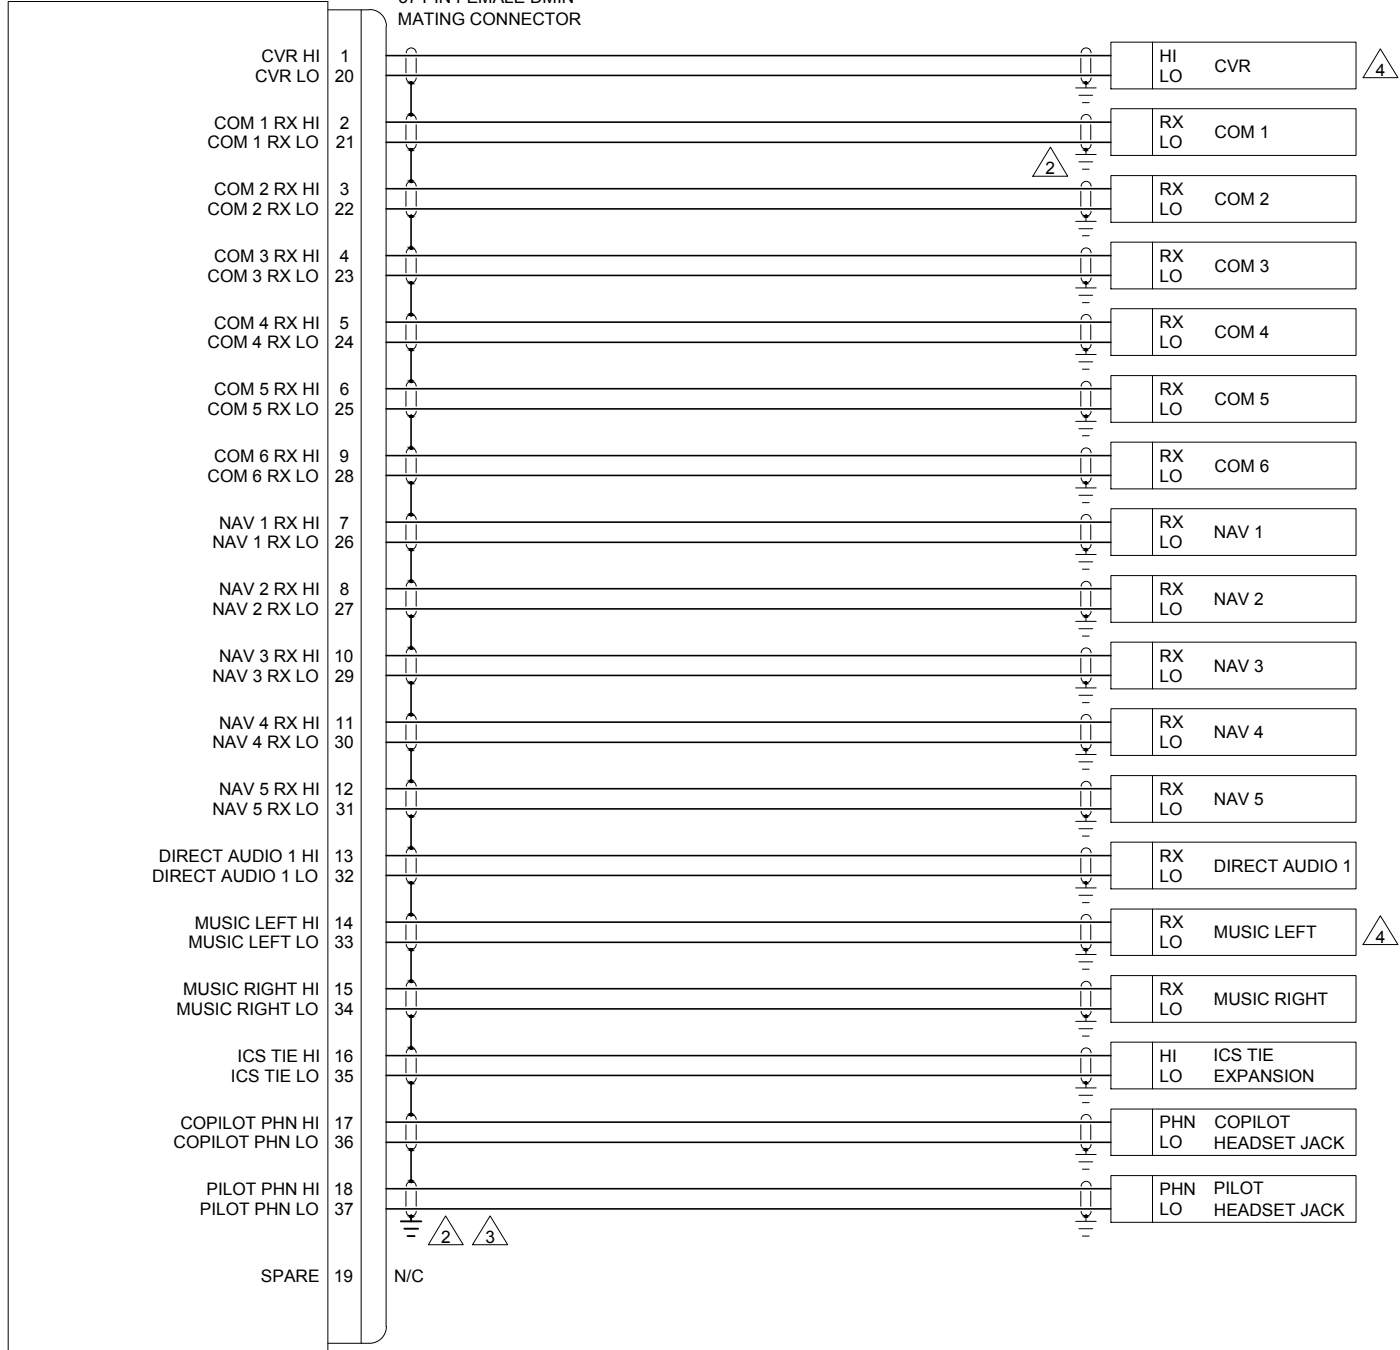 MATING CONNECTOR
CVR HI 1 HI CVR 4
CVR LO 20 LO
COM 1 RX HI 2 RX COM 1
COM 1 RX LO 21 LO
2
COM 2 RX HI 3 RX COM 2
COM 2 RX LO 22 LO
COM 3 RX HI 4 RX COM 3
COM 3 RX LO 23 LO
COM 4 RX HI 5 RX COM 4
COM 4 RX LO 24 LO
COM 5 RX HI 6 RX COM 5
COM 5 RX LO 25 LO
COM 6 RX HI 9 RX COM 6
COM 6 RX LO 28 LO
NAV 1 RX HI 7 RX NAV 1
NAV 1 RX LO 26 LO
NAV 2 RX HI 8 RX NAV 2
NAV 2 RX LO 27 LO
NAV 3 RX HI 10 RX NAV 3
NAV 3 RX LO 29 LO
NAV 4 RX HI 11 RX NAV 4
NAV 4 RX LO 30 LO
NAV 5 RX HI 12 RX NAV 5
NAV 5 RX LO 31 LO
DIRECT AUDIO 1 HI 13 RX DIRECT AUDIO 1
DIRECT AUDIO 1 LO 32 LO
MUSIC LEFT HI 14 RX MUSIC LEFT 4
MUSIC LEFT LO 33 LO
MUSIC RIGHT HI 15 RX MUSIC RIGHT
MUSIC RIGHT LO 34 LO
ICS TIE HI 16 HI ICS TIE
ICS TIE LO 35 LO EXPANSION
COPILOT PHN HI 17 PHN COPILOT
COPILOT PHN LO 36 LO HEADSET JACK
PILOT PHN HI 18 PHN PILOT
PILOT PHN LO 37 LO HEADSET JACK
2 3
SPARE 19 N/C